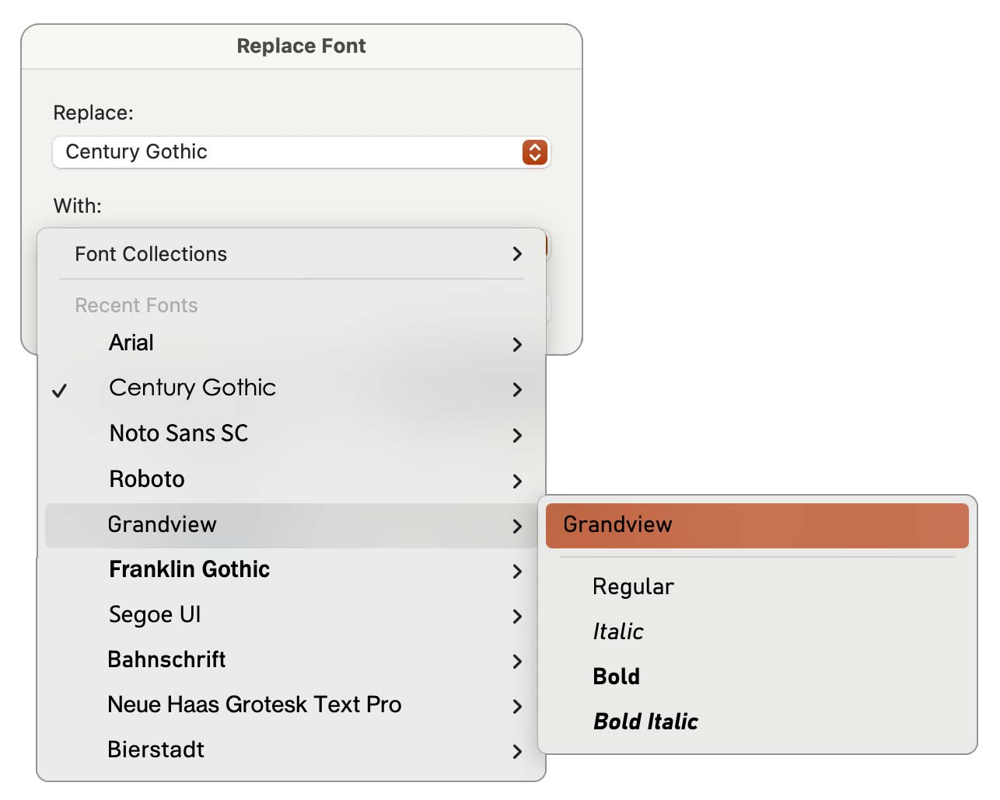 Replace Font
Replace:
Century Gothic
With:
Font Collections
Recent Fonts
Arial
✓ Century Gothic
Noto Sans SC
Roboto
Grandview
Franklin Gothic
Segoe UI
Bahnschrift
Neue Haas Grotesk Text Pro
Bierstadt
Grandview
Regular
Italic
Bold
Bold Italic